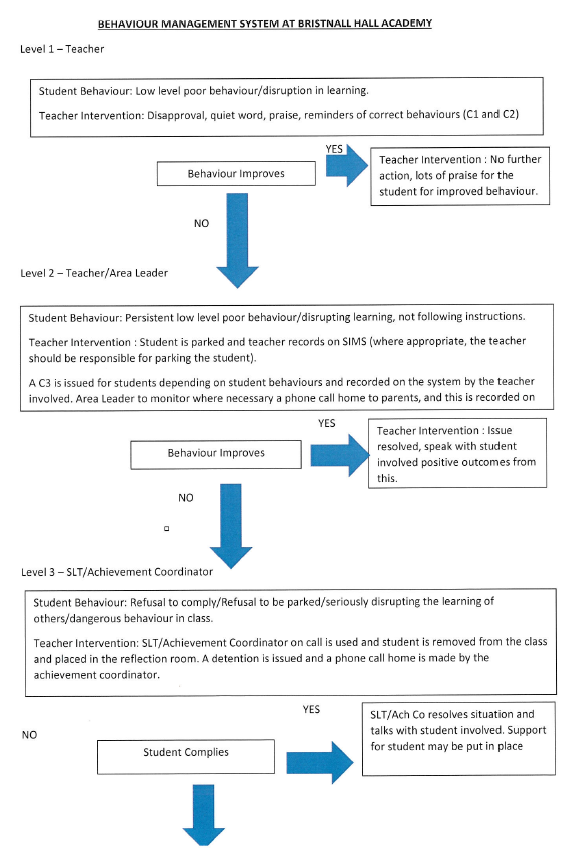 BEHAVIOUR MANAGEMENT SYSTEM AT BRISTNALL HALL ACADEMY
Level 1 – Teacher
Student Behaviour: Low level poor behaviour/disruption in learning.
Teacher Intervention: Disapproval, quiet word, praise, reminders of correct behaviours (C1 and C2)
YES
Behaviour Improves
Teacher Intervention : No further
action, lots of praise for the
student for improved behaviour.
NO
Level 2 – Teacher/Area Leader
Student Behaviour: Persistent low level poor behaviour/disrupting learning, not following instructions.
Teacher Intervention : Student is parked and teacher records on SIMS (where appropriate, the teacher
should be responsible for parking the student).
A C3 is issued for students depending on student behaviours and recorded on the system by the teacher
involved. Area Leader to monitor where necessary a phone call home to parents, and this is recorded on
YES
Behaviour Improves
Teacher Intervention : Issue
resolved, speak with student
involved positive outcomes from
this.
NO
Level 3 – SLT/Achievement Coordinator
Student Behaviour: Refusal to comply/Refusal to be parked/seriously disrupting the learning of
others/dangerous behaviour in class.
Teacher Intervention: SLT/Achievement Coordinator on call is used and student is removed from the class
and placed in the reflection room. A detention is issued and a phone call home is made by the
achievement coordinator.
YES
SLT/Ach Co resolves situation and
talks with student involved. Support
for student may be put in place
NO
Student Complies